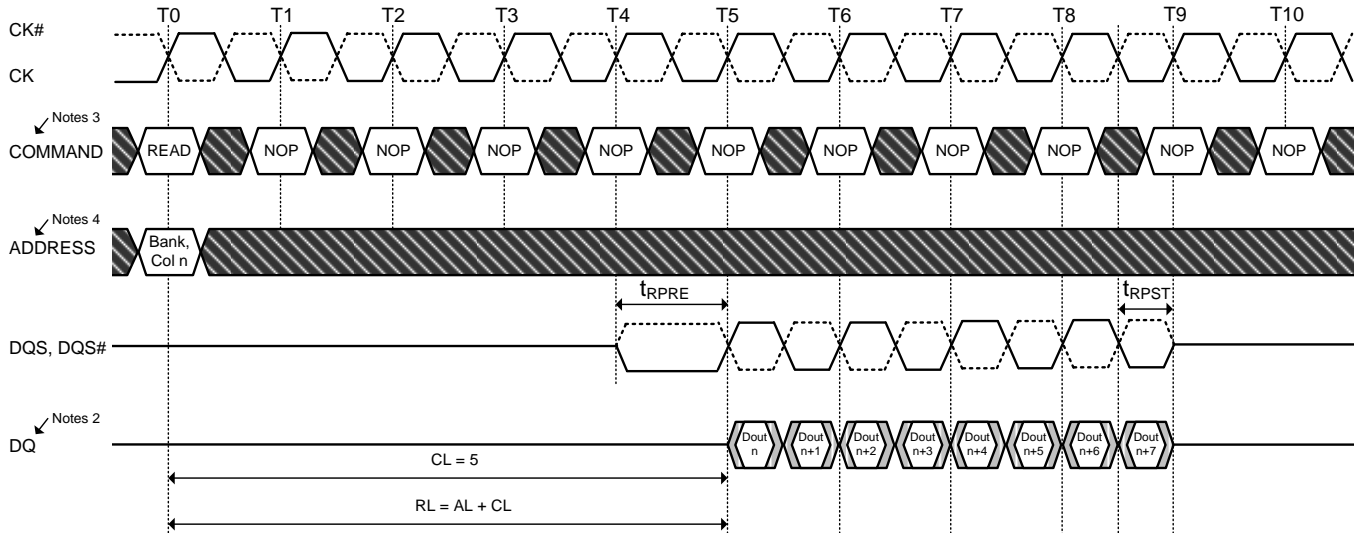 T0 T1 T2 T3 T4 T5 T6 T7 T8 T9 T10
CK#
CK
Notes 3
COMMAND READ NOP NOP NOP NOP NOP NOP NOP NOP NOP NOP
Notes 4
ADDRESS Bank,
Col n
tRPRE tRPST
DQS, DQS#
Notes 2
DQ
Dout Dout Dout Dout Dout Dout Dout Dout
n n+1 n+2 n+3 n+4 n+5 n+6 n+7
CL = 5
RL = AL + CL